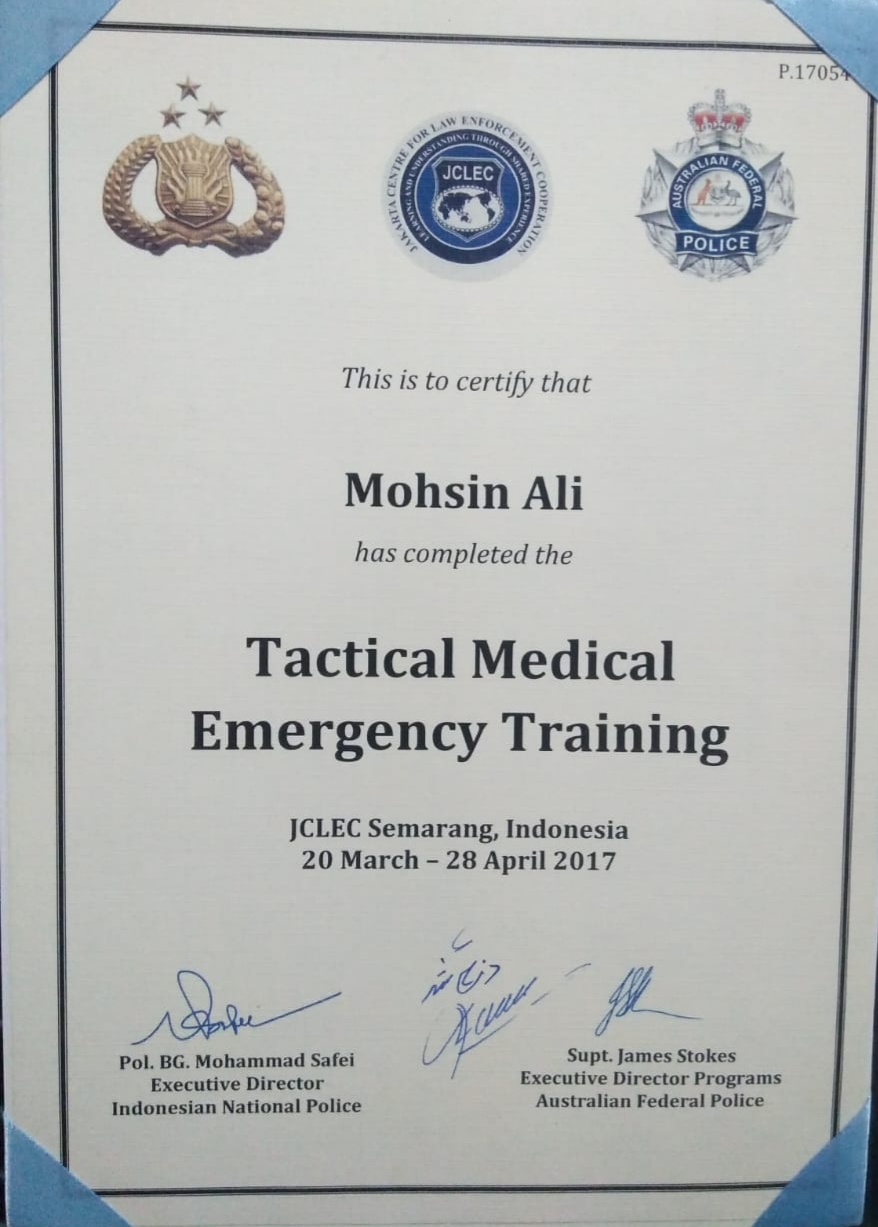 P.17054
JAKARTA CENTRE FOR LAW ENFORCEMENT COOPERATION
LEARNING AND UNDERSTANDING THROUGH SHARED EXPERIENCE
JCLEC
AUSTRALIAN FEDERAL
POLICE
This is to certify that
Mohsin Ali
has completed the
Tactical Medical
Emergency Training
JCLEC Semarang, Indonesia
20 March – 28 April 2017
Pol. BG. Mohammad Safei
Executive Director
Indonesian National Police
Supt. James Stokes
Executive Director Programs
Australian Federal Police